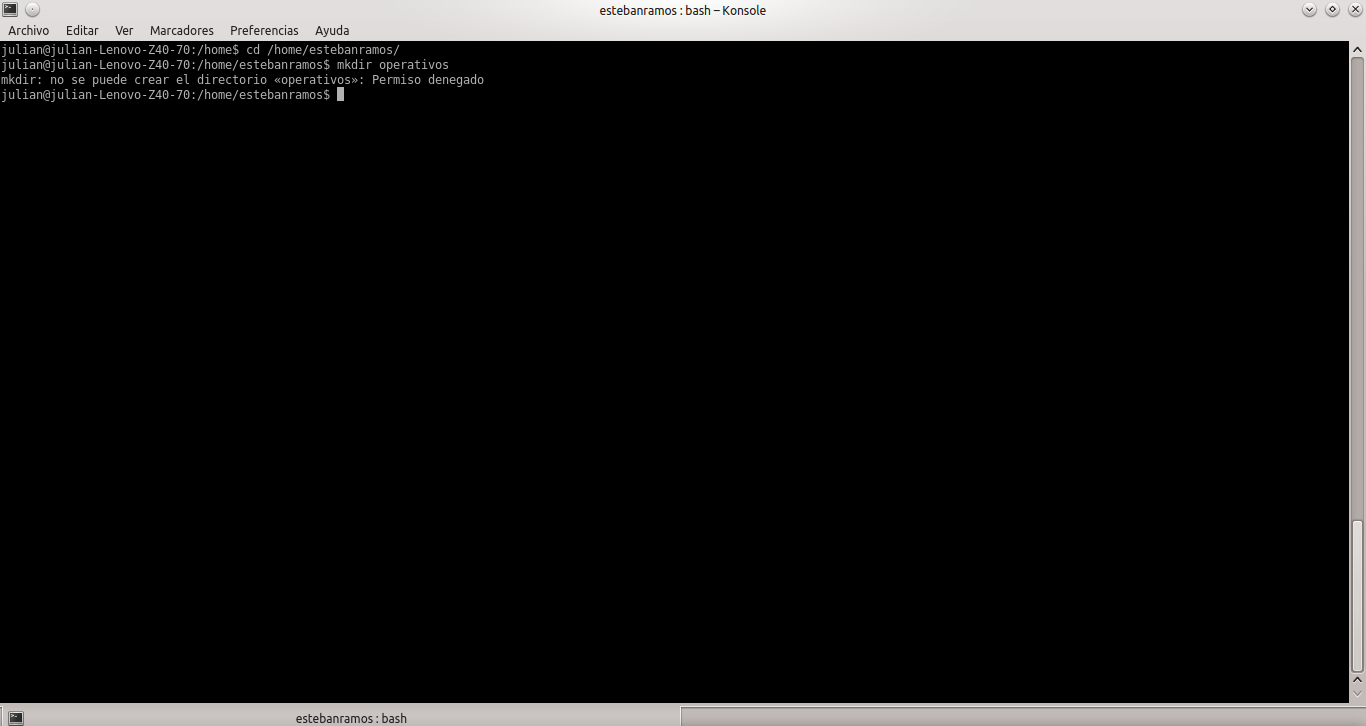 estebanramos : bash – Konsole
Archivo Editar Ver Marcadores Preferencias Ayuda
julian@julian-Lenovo-Z40-70:/home$ cd /home/estebanramos/
julian@julian-Lenovo-Z40-70:/home/estebanramos$ mkdir operativos
mkdir: no se puede crear el directorio «operativos»: Permiso denegado
julian@julian-Lenovo-Z40-70:/home/estebanramos$
estebanramos : bash